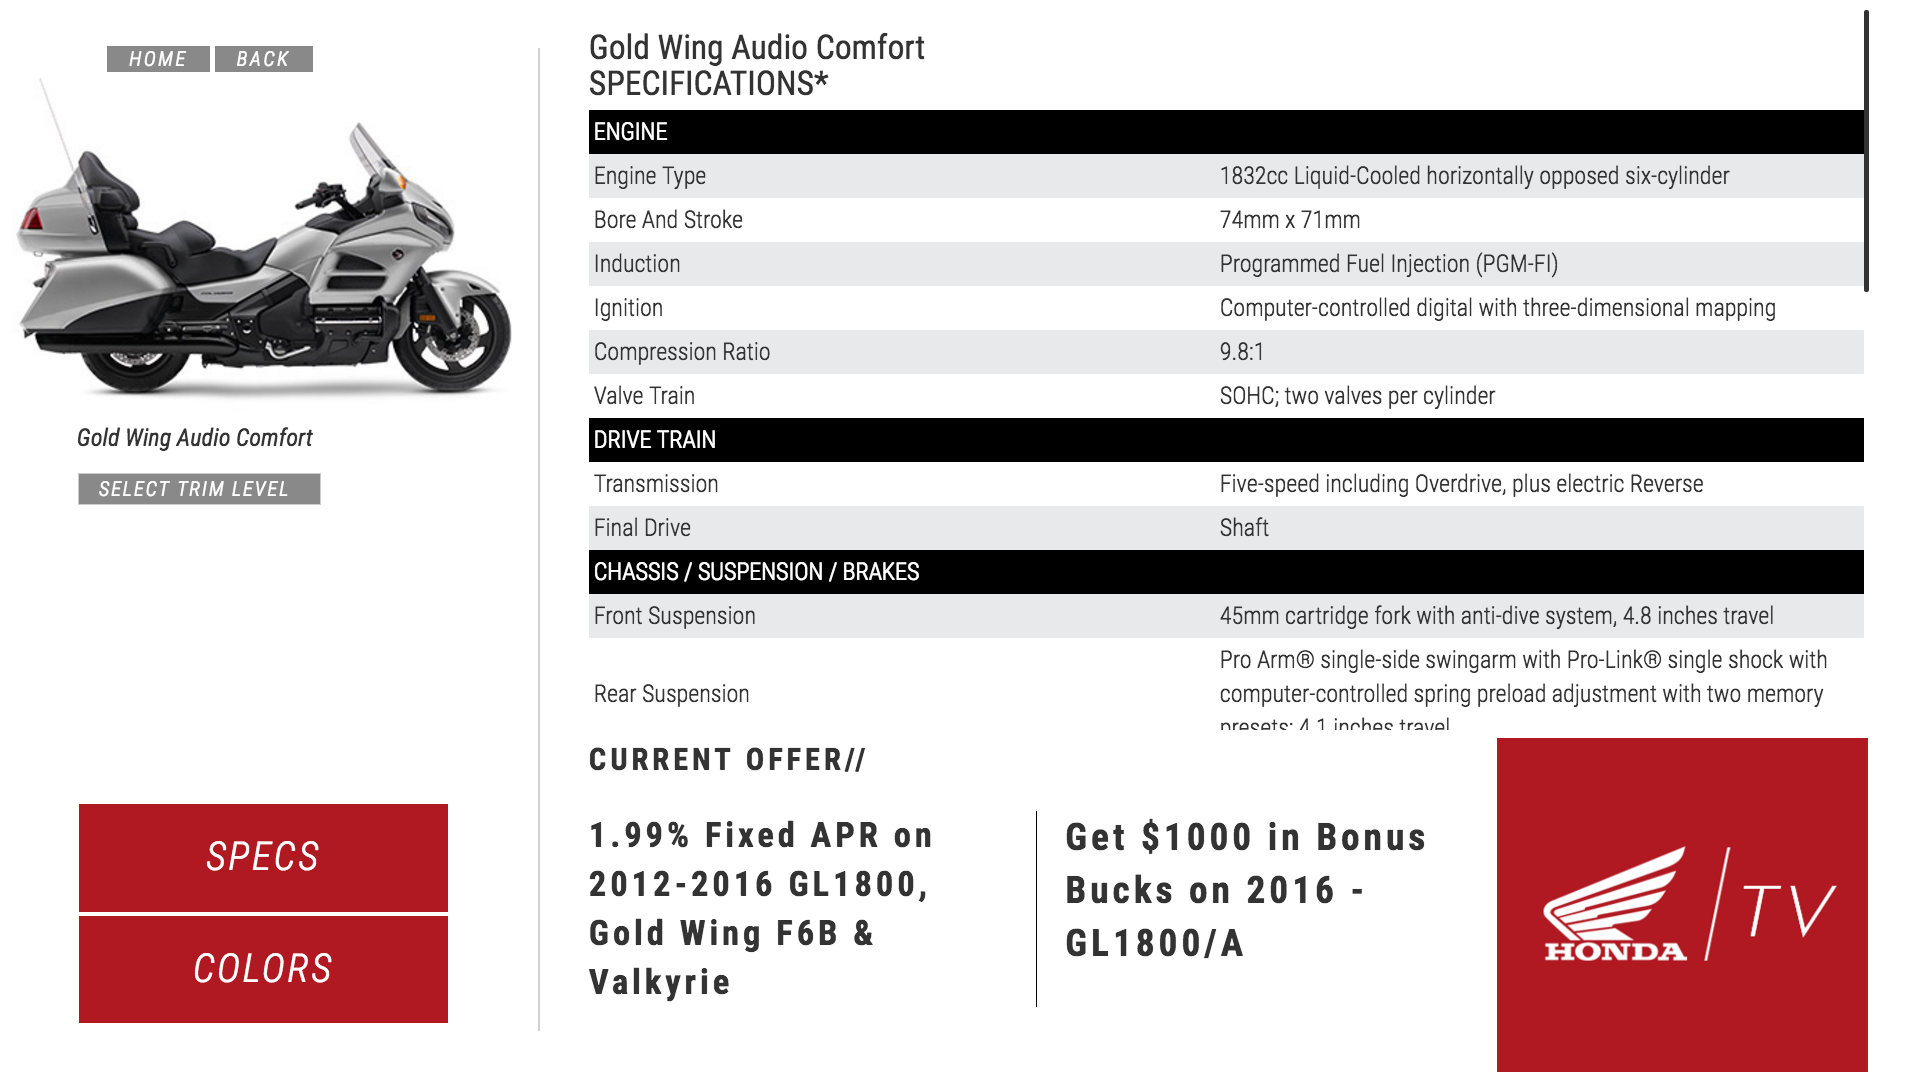 HOME BACK
Gold Wing Audio Comfort
SELECT TRIM LEVEL
SPECS
COLORS
Gold Wing Audio Comfort
SPECIFICATIONS*
ENGINE
Engine Type 1832cc Liquid-Cooled horizontally opposed six-cylinder
Bore And Stroke 74mm x 71mm
Induction Programmed Fuel Injection (PGM-FI)
Ignition Computer-controlled digital with three-dimensional mapping
Compression Ratio 9.8:1
Valve Train SOHC; two valves per cylinder
DRIVE TRAIN
Transmission Five-speed including Overdrive, plus electric Reverse
Final Drive Shaft
CHASSIS / SUSPENSION / BRAKES
Front Suspension 45mm cartridge fork with anti-dive system, 4.8 inches travel
Pro Arm® single-side swingarm with Pro-Link® single shock with
Rear Suspension computer-controlled spring preload adjustment with two memory
presets; 4.1 inches travel
CURRENT OFFER//
1.99% Fixed APR on
2012-2016 GL1800,
Gold Wing F6B &
Valkyrie
Get $1000 in Bonus
Bucks on 2016 -
GL1800/A
HONDA / TV